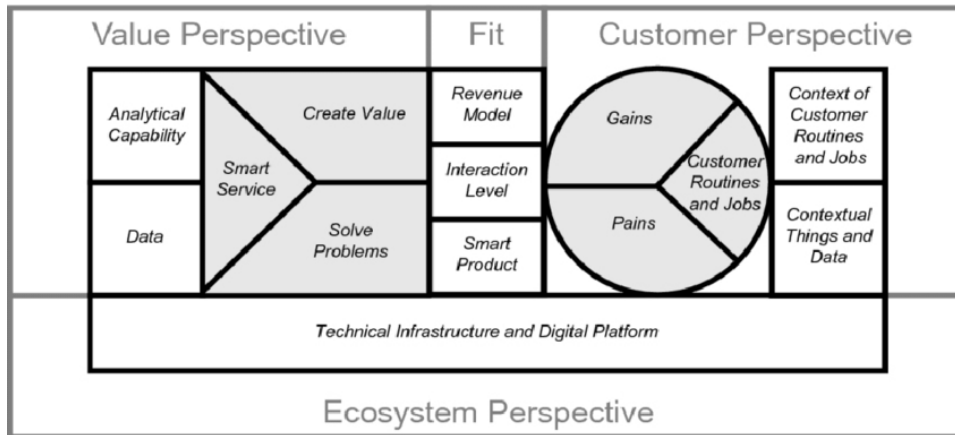 Value Perspective
Fit
Customer Perspective
Analytical
Capability
Data
Smart
Service
Create Value
Solve
Problems
Revenue
Model
Interaction
Level
Smart
Product
Gains
Pains
Customer
Routines
and Jobs
Context of
Customer
Routines
and Jobs
Contextual
Things and
Data
Technical Infrastructure and Digital Platform
Ecosystem Perspective